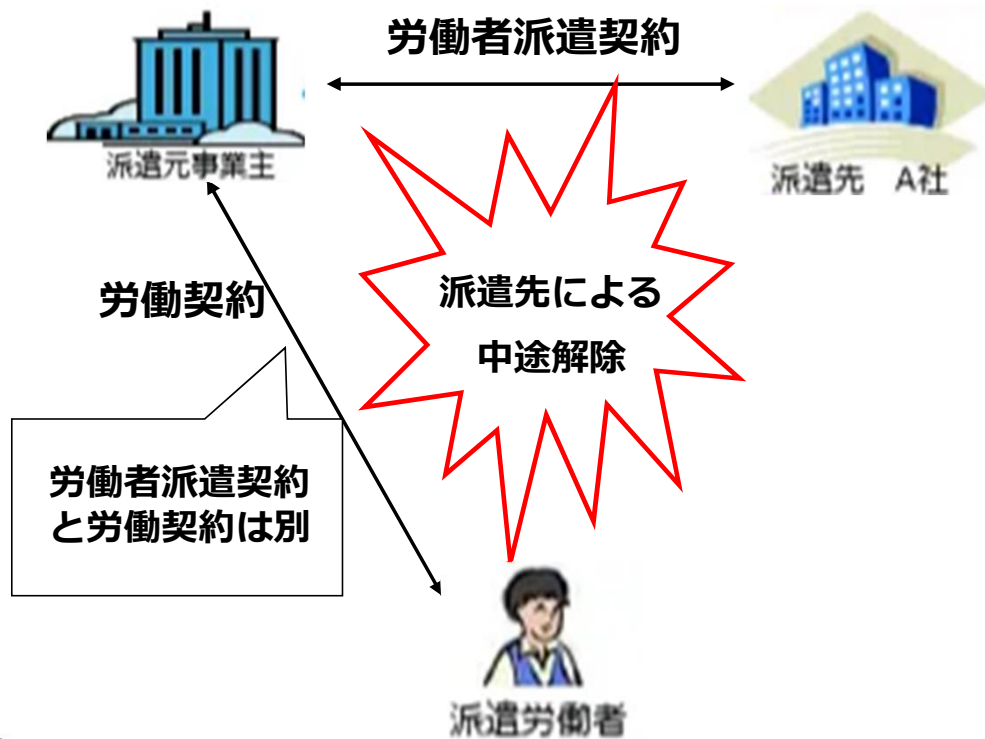 労働者派遣契約
派遣元事業主
派遣先　A社
労働契約
派遣先による
中途解除
労働者派遣契約
と労働契約は別
派遣労働者